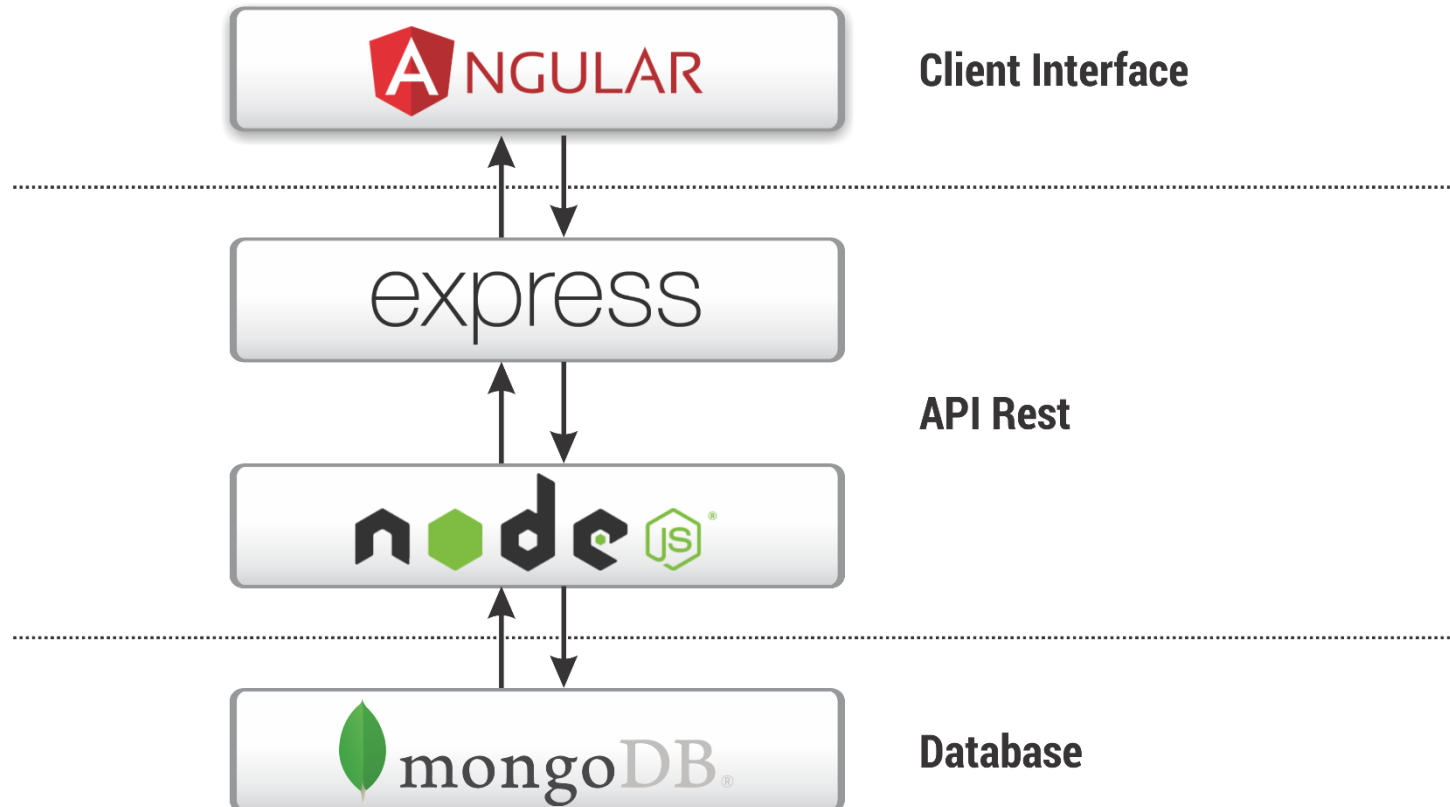 ANGULAR
Client Interface
express
API Rest
node JS ®
mongoDB®
Database